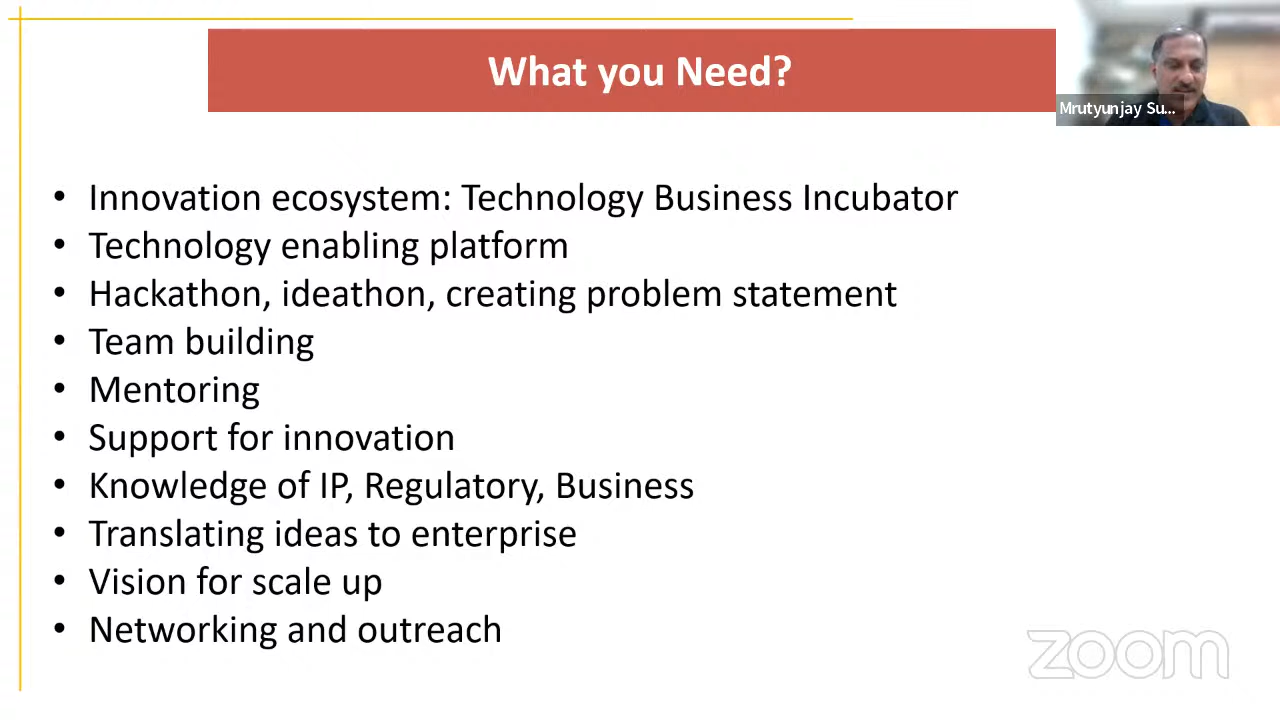 What you Need?
Mrutyunjay Su...
• Innovation ecosystem: Technology Business Incubator
• Technology enabling platform
• Hackathon, ideathon, creating problem statement
• Team building
• Mentoring
• Support for innovation
• Knowledge of IP, Regulatory, Business
• Translating ideas to enterprise
• Vision for scale up
• Networking and outreach
zoom